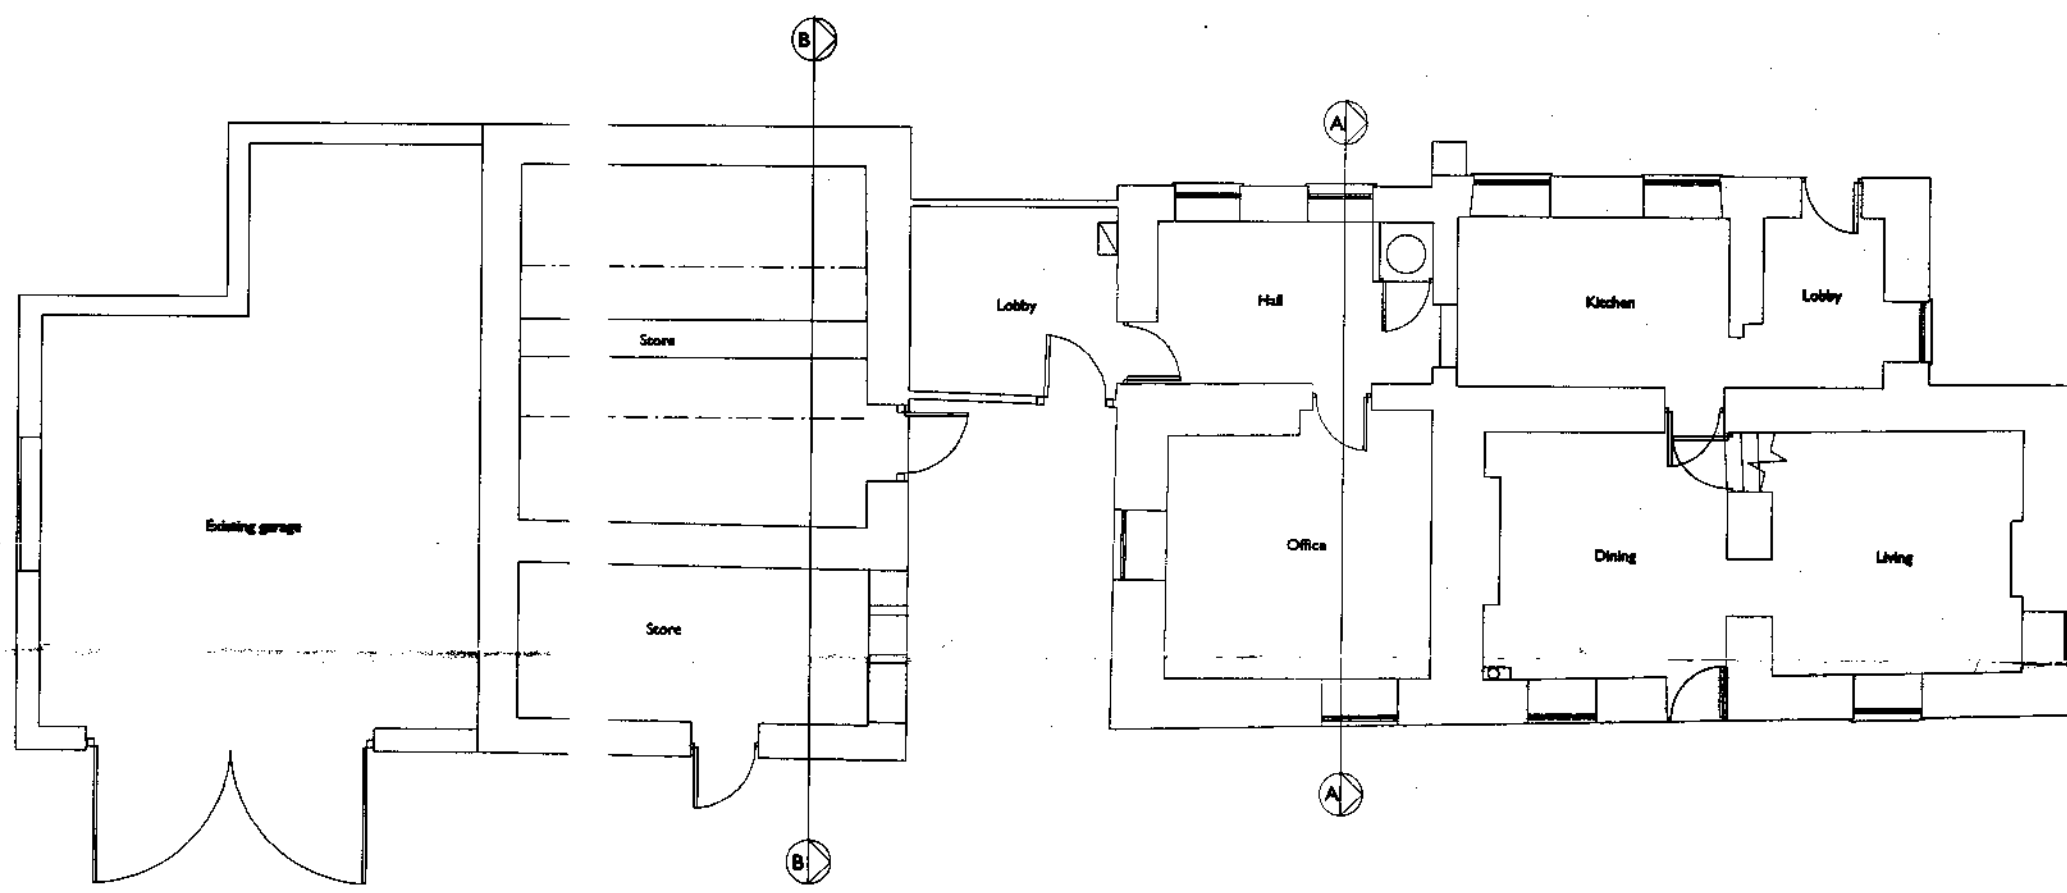 B
A
Lobby
Hall
Kitchen
Lobby
Store
Existing garage
Office
Dining
Living
Store
A
B